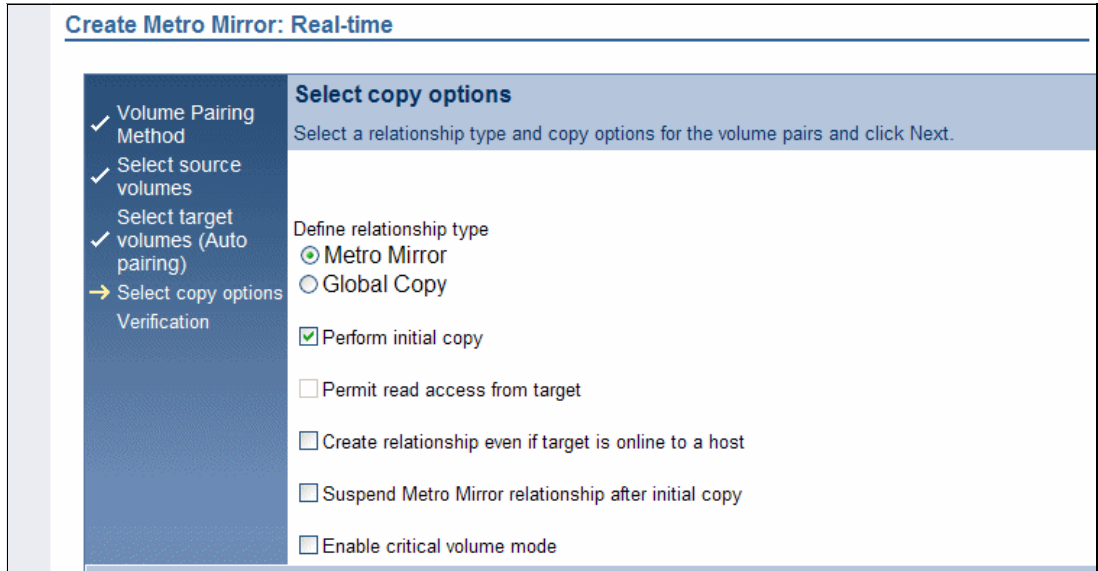 Create Metro Mirror: Real-time
Volume Pairing
Method
Select source
volumes
Select target
volumes (Auto
pairing)
Select copy options
Verification
Select copy options
Select a relationship type and copy options for the volume pairs and click Next.
Define relationship type
Metro Mirror
Global Copy
Perform initial copy
Permit read access from target
Create relationship even if target is online to a host
Suspend Metro Mirror relationship after initial copy
Enable critical volume mode